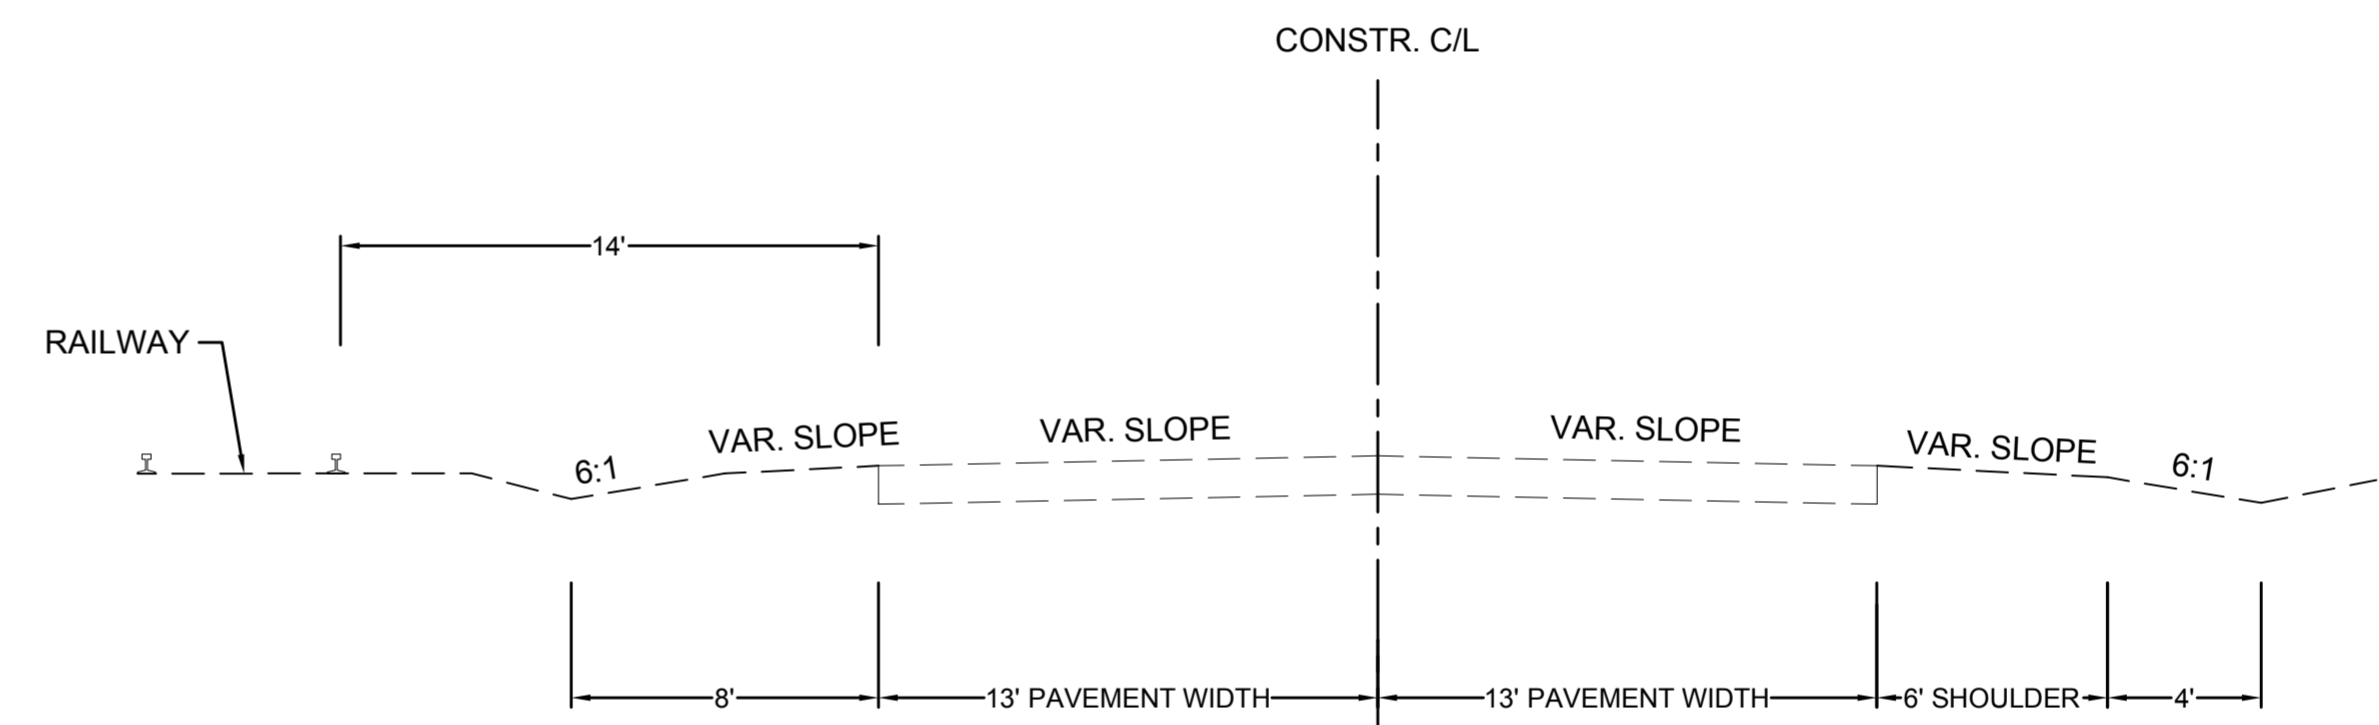 CONSTR. C/L
14'
RAILWAY
VAR. SLOPE
VAR. SLOPE
VAR. SLOPE
VAR. SLOPE
6:1
6:1
8'
13' PAVEMENT WIDTH
13' PAVEMENT WIDTH
6' SHOULDER
4'